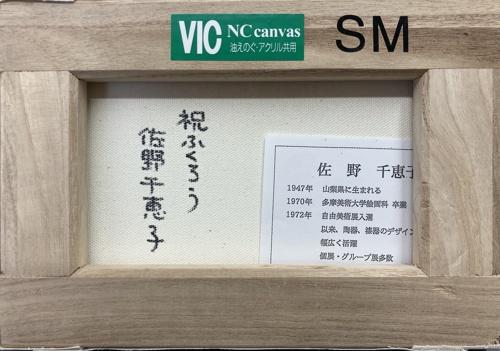 VIC NC canvas
油えのぐ・アクリル共用
SM
祝ふくろう
佐野千恵子
佐 野 千恵子
1947年 山梨県に生まれる
1970年 多摩美術大学絵画科 卒業
1972年 自由美術展入選
以来、陶器、漆器のデザイン
幅広く活躍
個展・グループ展多数